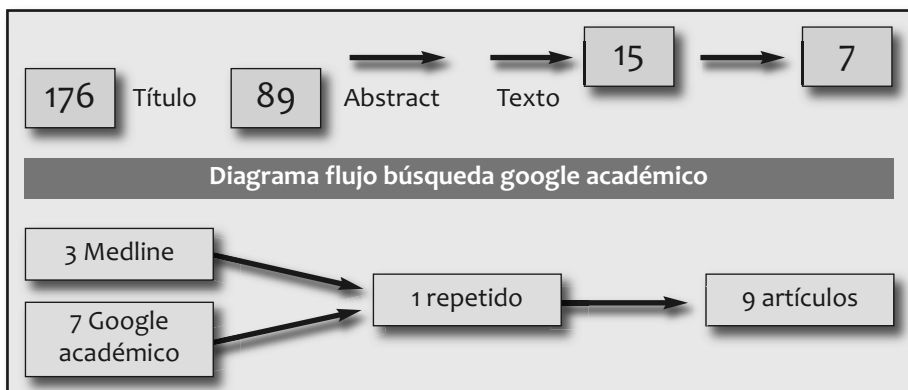 176 Título 89 Abstract Texto 15 7
Diagrama flujo búsqueda google académico
3 Medline
7 Google
académico
1 repetido
9 artículos